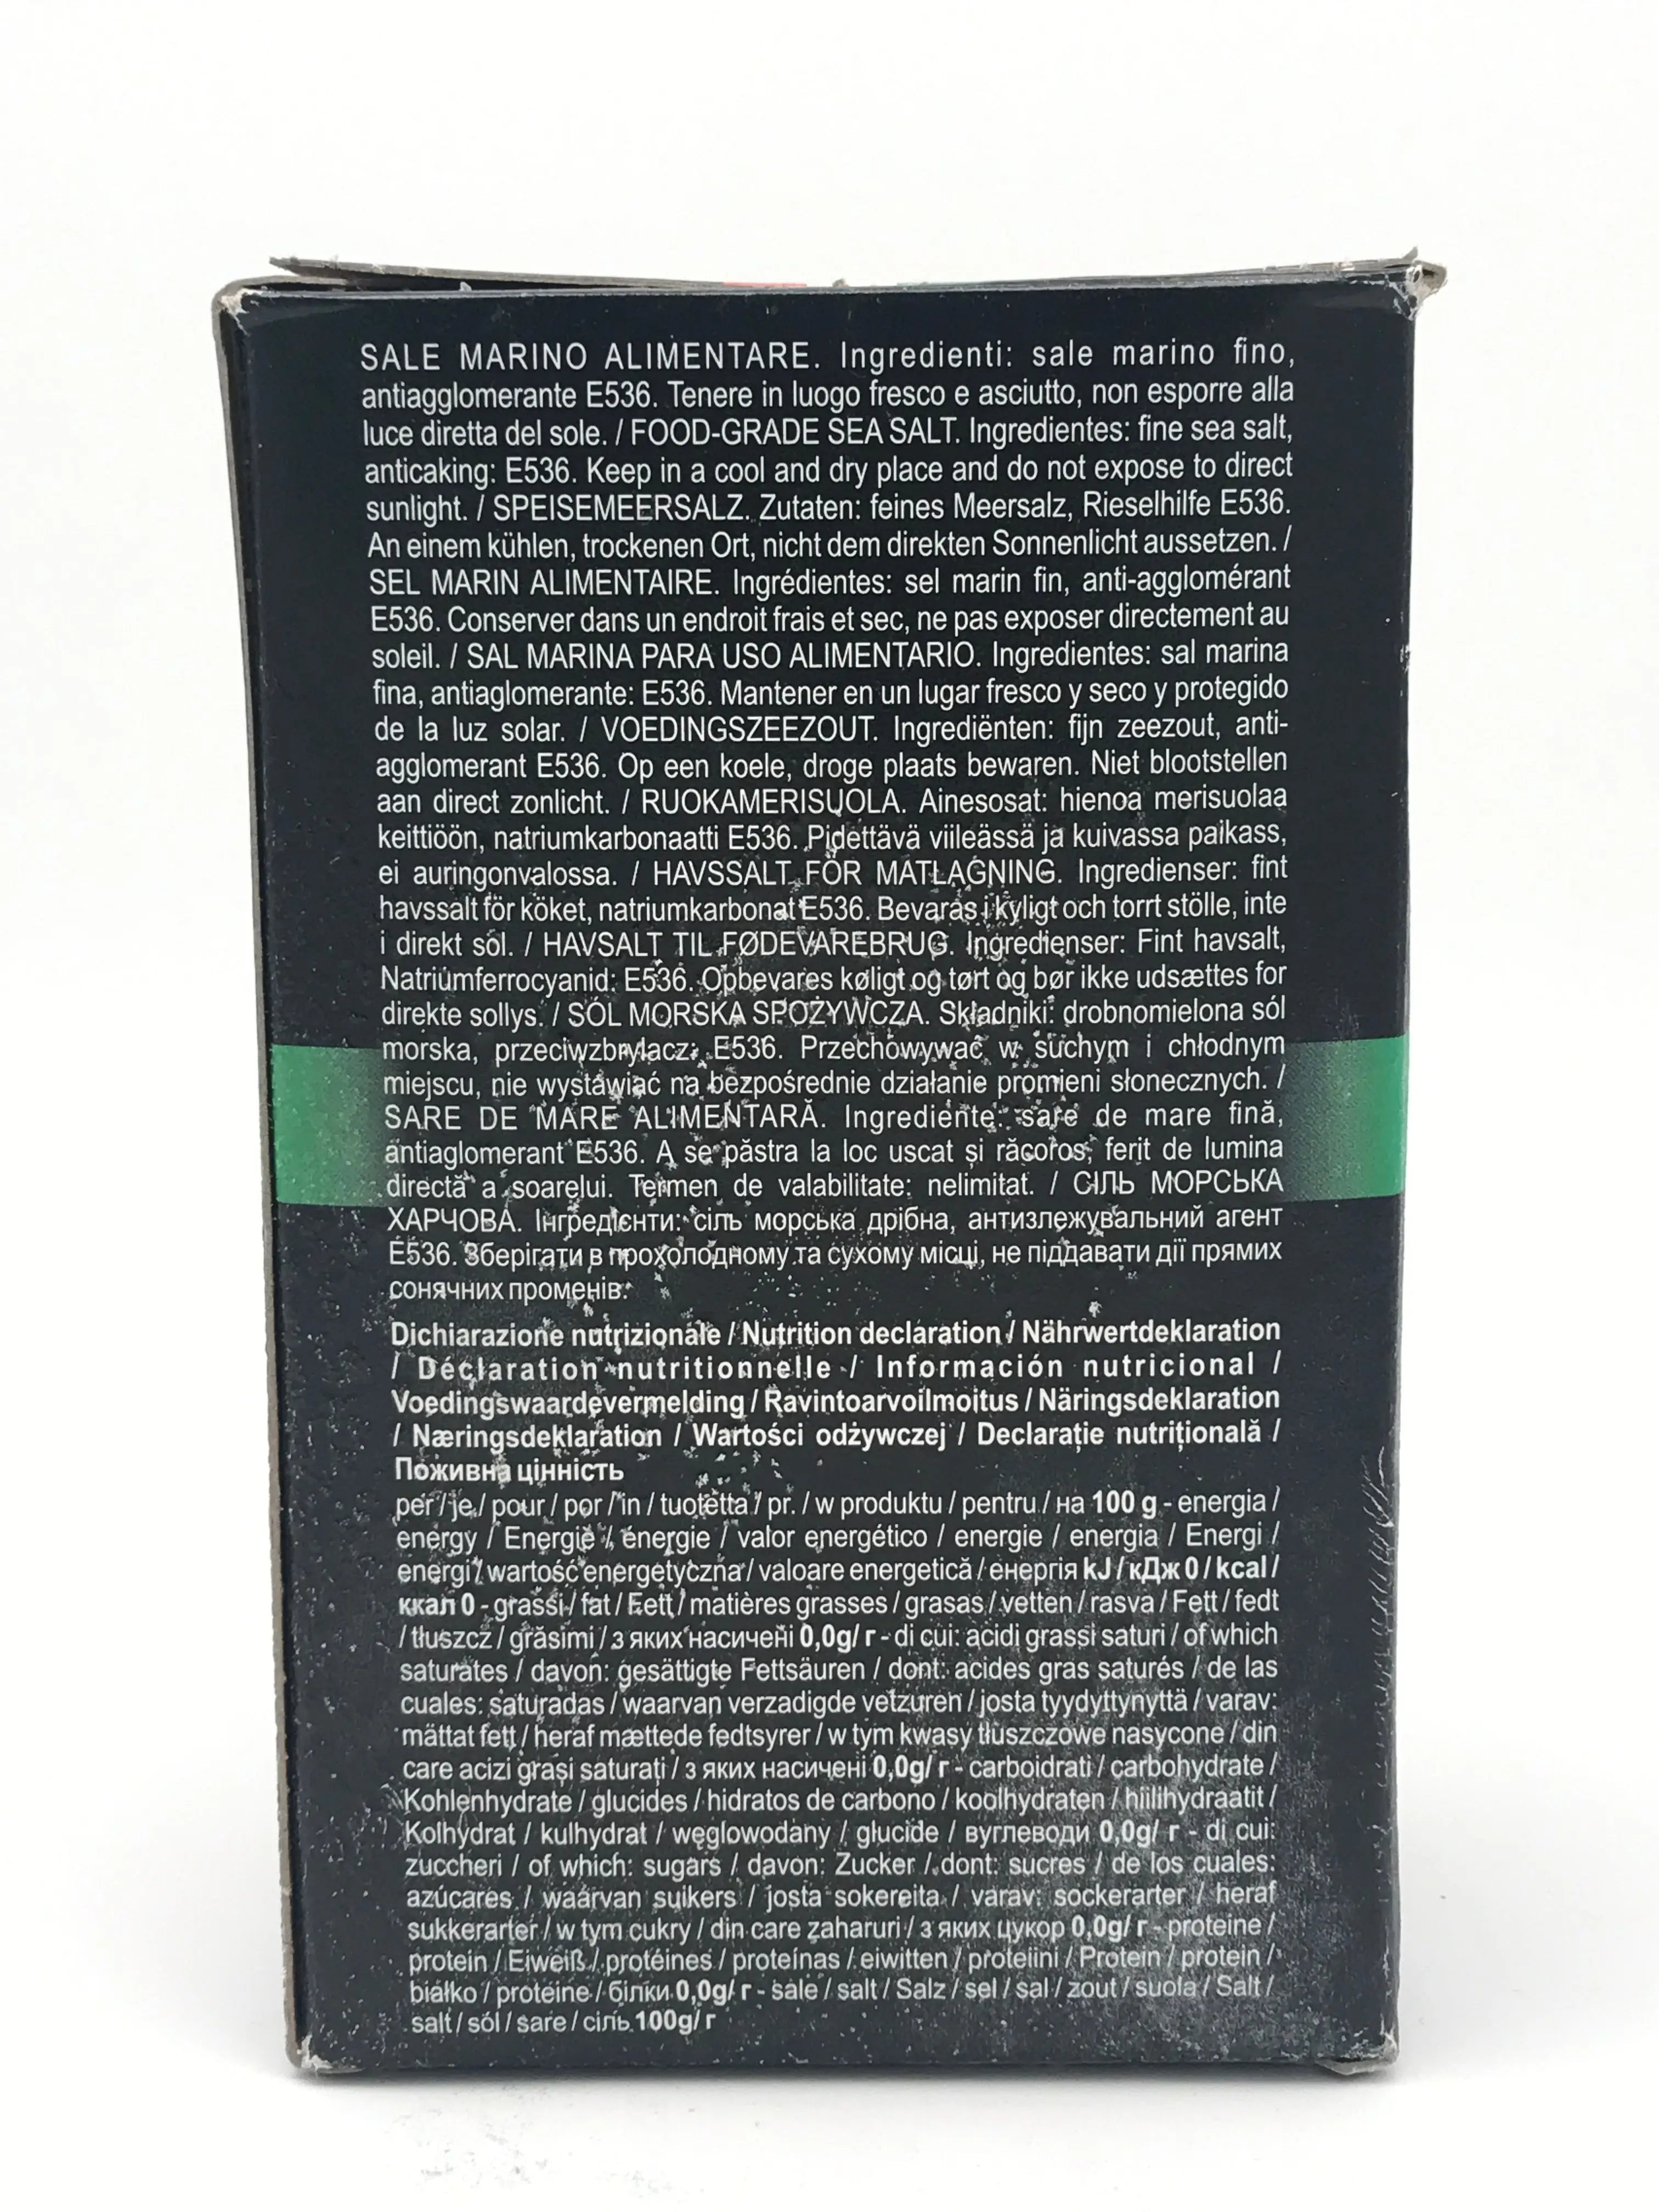 SALE MARINO ALIMENTARE. Ingredienti: sale marino fino,
antiagglomerante E536. Tenere in luogo fresco e asciutto, non esporre alla
luce diretta del sole. / FOOD-GRADE SEA SALT. Ingredientes: fine sea salt,
anticaking: E536. Keep in a cool and dry place and do not expose to direct
sunlight. / SPEISEMEERSALZ. Zutaten: feines Meersalz, Rieselhilfe E536.
An einem kühlen, trockenen Ort, nicht dem direkten Sonnenlicht aussetzen. /
SEL MARIN ALIMENTAIRE. Ingrédientes: sel marin fin, anti-agglomérant
E536. Conserver dans un endroit frais et sec, ne pas exposer directement au
soleil. / SAL MARINA PARA USO ALIMENTARIO. Ingredientes: sal marina
fina, antiaglomerante: E536. Mantener en un lugar fresco y seco y protegido
de la luz solar. / VOEDINGSZEEZOUT. Ingrediënten: fijn zeezout, anti-
agglomerant E536. Op een koele, droge plaats bewaren. Niet blootstellen
aan direct zonlicht. / RUOKAMERISUOLA. Ainesosat: hienoa merisuolaa
keittiöön, natriumkarbonaatti E536. Pidettävä viileässä ja kuivassa paikass,
ei auringonvalossa. / HAVSSALT FÖR MATLAGNING. Ingredienser: fint
havssalt för köket, natriumkarbonat E536. Bevaras i kyligt och torrt stölle, inte
i direkt sol. / HAVSALT TIL FØDEVAREBRUG. Ingredienser: Fint havsalt,
Natriumferrocyanid: E536. Opbevares køligt og tørt og bør ikke udsættes for
direkte sollys. / SÓL MORSKA SPOŻYWCZA. Składniki: drobnomielona sól
morska, przeciwzbrylacz: E536. Przechowywać w suchym i chłodnym
miejscu, nie wystawiać na bezpośrednie działanie promieni słonecznych. /
SARE DE MARE ALIMENTARĂ. Ingrediente: sare de mare fină,
antiaglomerant E536. A se păstra la loc uscat și răcoros, ferit de lumina
directă a soarelui. Termen de valabilitate: nelimitat. / СІЛЬ МОРСЬКА
ХАРЧОВА. Інгредієнти: сіль морська дрібна, антизлежувальний агент
Е536. Зберігати в прохолодному та сухому місці, не піддавати дії прямих
сонячних променів.
Dichiarazione nutrizionale / Nutrition declaration / Nährwertdeklaration
/ Déclaration nutritionnelle / Información nutricional /
Voedingswaardevermelding / Ravintoarvoilmoitus / Näringsdeklaration
/ Næringsdeklaration / Wartości odżywczej / Declarație nutrițională /
Поживна цінність
per / je / pour / por / in / tuotetta / pr. / w produktu / pentru / на 100 g - energia /
energy / Energie / énergie / valor energético / energie / energia / Energi /
energi / wartość energetyczna / valoare energetică / енергія kJ / кДж 0 / kcal /
ккал 0 - grassi / fat / Fett / matières grasses / grasas / vetten / rasva / Fett / fedt
/ tłuszcz / grăsimi / з яких насичені 0,0g/ г - di cui: acidi grassi saturi / of which
saturates / davon: gesättigte Fettsäuren / dont: acides gras saturés / de las
cuales: saturadas / waarvan verzadigde vetzuren / josta tyydyttynyttä / varav:
mättat fett / heraf mættede fedtsyrer / w tym kwasy tłuszczowe nasycone / din
care acizi grași saturați / з яких насичені 0,0g/ г - carboidrati / carbohydrate /
Kohlenhydrate / glucides / hidratos de carbono / koolhydraten / hiilihydraatit /
Kolhydrat / kulhydrat / węglowodany / glucide / вуглеводи 0,0g/ г - di cui:
zuccheri / of which: sugars / davon: Zucker / dont: sucres / de los cuales:
azúcares / waarvan suikers / josta sokereita / varav: sockerarter / heraf
sukkerarter / w tym cukry / din care zaharuri / з яких цукор 0,0g/ г - proteine /
protein / Eiweiß / protéines / proteínas / eiwitten / proteiini / Protein / protein /
białko / proteine / білки 0,0g/ г - sale / salt / Salz / sel / sal / zout / suola / Salt /
salt / sól / sare / сіль 100g/ г